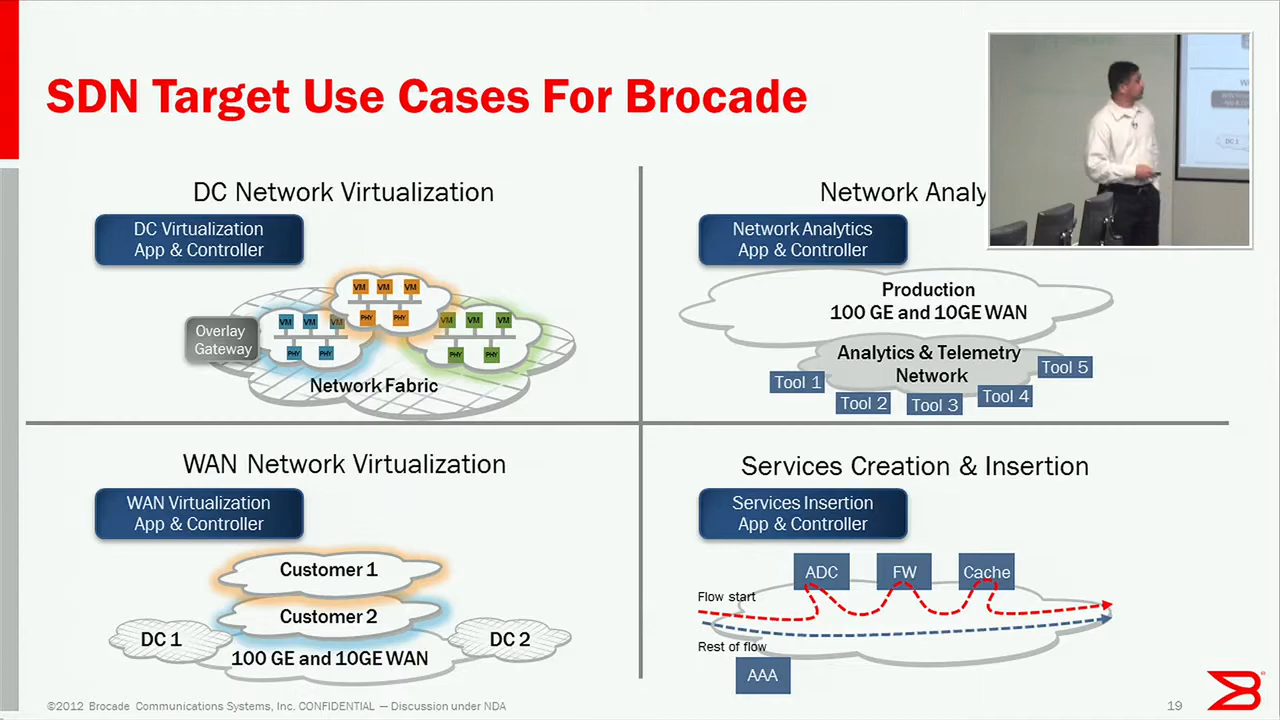 SDN Target Use Cases For Brocade
DC Network Virtualization
DC Virtualization
App & Controller
VM VM VM
PHY PHY
VM VM VM
PHY PHY
VM VM VM
PHY PHY
Overlay
Gateway
Network Fabric
Network Analy
Network Analytics
App & Controller
Production
100 GE and 10GE WAN
Analytics & Telemetry
Network
Tool 1
Tool 2
Tool 3
Tool 4
Tool 5
WAN Network Virtualization
WAN Virtualization
App & Controller
Customer 1
Customer 2
DC 1
DC 2
100 GE and 10GE WAN
Services Creation & Insertion
Services Insertion
App & Controller
ADC
FW
Cache
Flow start
Rest of flow
AAA
©2012 Brocade Communications Systems, Inc. CONFIDENTIAL — Discussion under NDA
19